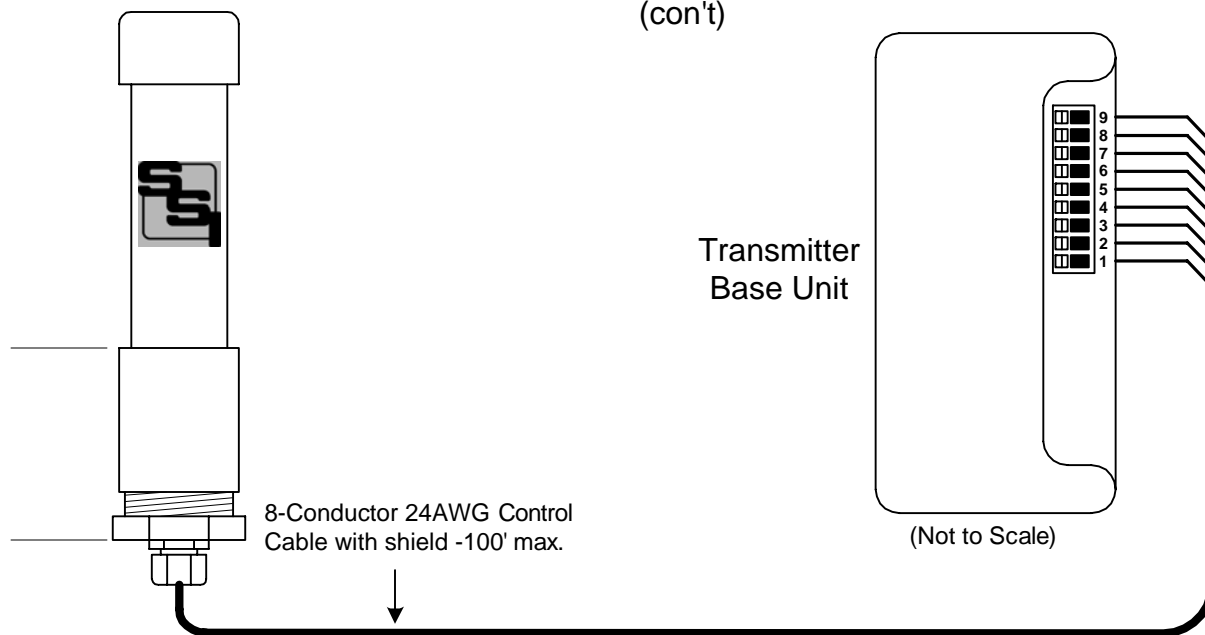 (con't)
SSI
9
8
7
6
5
4
3
2
1
Transmitter
Base Unit
8-Conductor 24AWG Control
Cable with shield -100' max.
(Not to Scale)